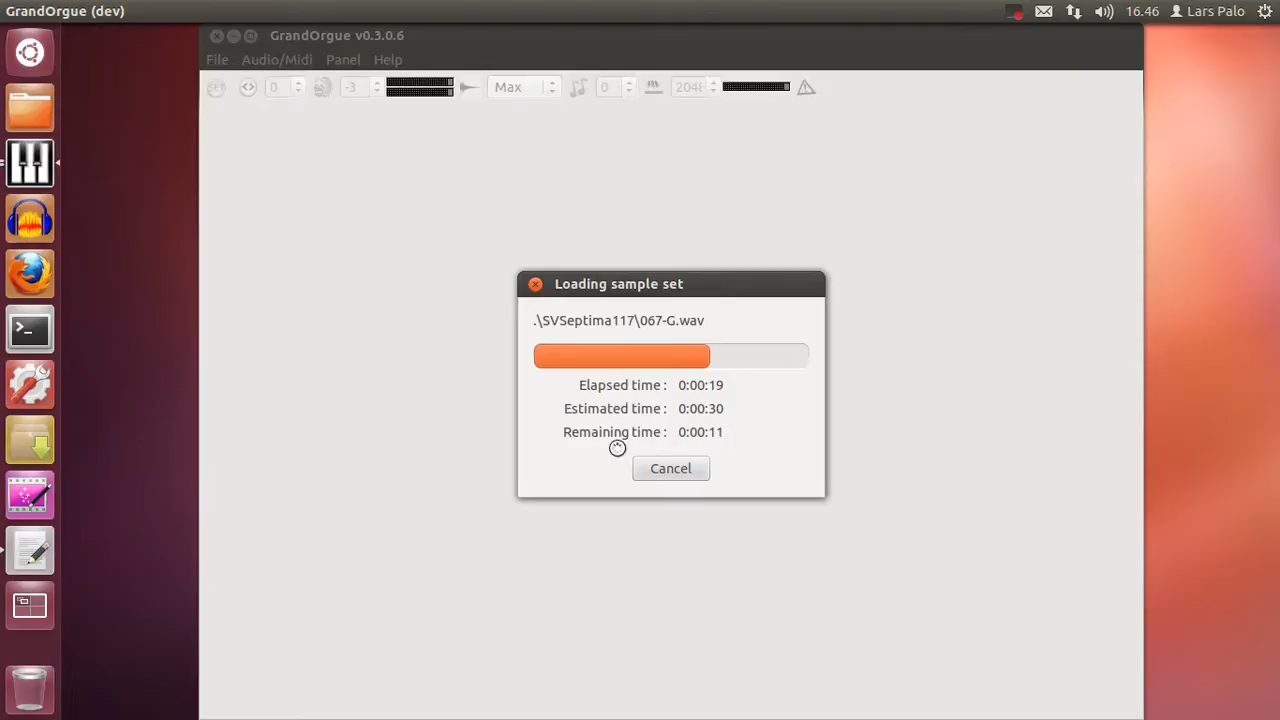 GrandOrgue (dev)
16.46 Lars Palo
GrandOrgue v0.3.0.6
File Audio/Midi Panel Help
SET 0 -3 Max 0 2048
Loading sample set
.\SVSeptima117\067-G.wav
Elapsed time : 0:00:19
Estimated time : 0:00:30
Remaining time : 0:00:11
Cancel